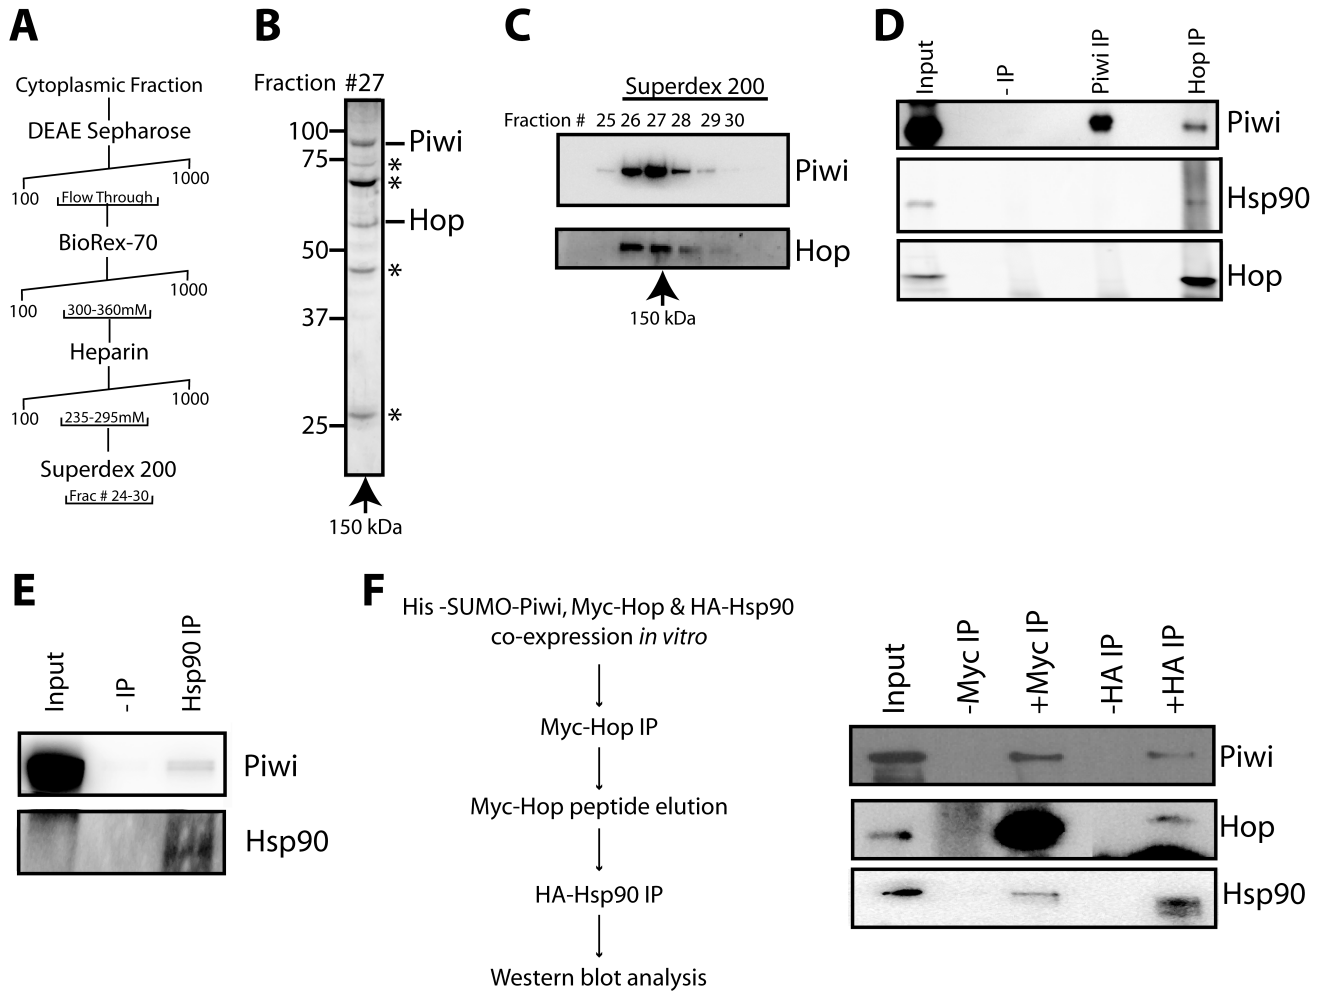 A
Cytoplasmic Fraction
DEAE Sepharose
100
1000
Flow Through
BioRex-70
100
1000
300-360mM
Heparin
100
1000
235-295mM
Superdex 200
Frac # 24-30
B
Fraction #27
100
75
50
37
25
Piwi
*
*
Hop
*
*
150 kDa
C
Superdex 200
Fraction # 25 26 27 28 29 30
Piwi
Hop
150 kDa
D
Input
- IP
Piwi IP
Hop IP
Piwi
Hsp90
Hop
E
Input
- IP
Hsp90 IP
Piwi
Hsp90
F
His -SUMO-Piwi, Myc-Hop & HA-Hsp90
co-expression in vitro
Myc-Hop IP
Myc-Hop peptide elution
HA-Hsp90 IP
Western blot analysis
Input
-Myc IP
+Myc IP
-HA IP
+HA IP
Piwi
Hop
Hsp90